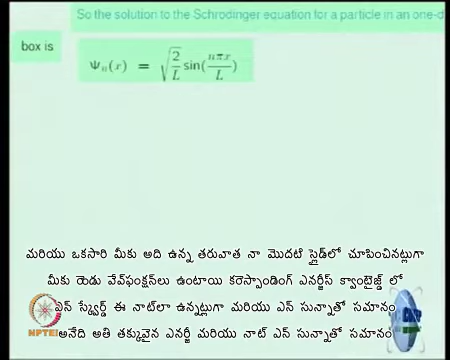 So the solution to the Schrodinger equation for a particle in an one-d
box is
Ψn(x) = √(2/L) sin(nπx/L)
మరియు ఒకసారి మీకు అది ఉన్న తరువాత నా మొదటి స్లైడ్‌లో చూపించినట్లుగా
మీకు రెండు వేవ్‌ఫంక్షన్‌లు ఉంటాయి కరెస్పాండింగ్ ఎనర్జీస్ క్వాంటైజ్డ్ లో
ఎన్ స్క్వేర్డ్ ఈ నాట్‌లా ఉన్నట్లుగా మరియు ఎన్ సున్నాతో సమానం
అనేది అతి తక్కువైన ఎనర్జీ మరియు నాట్ ఎన్ సున్నాతో సమానం
NPTEL